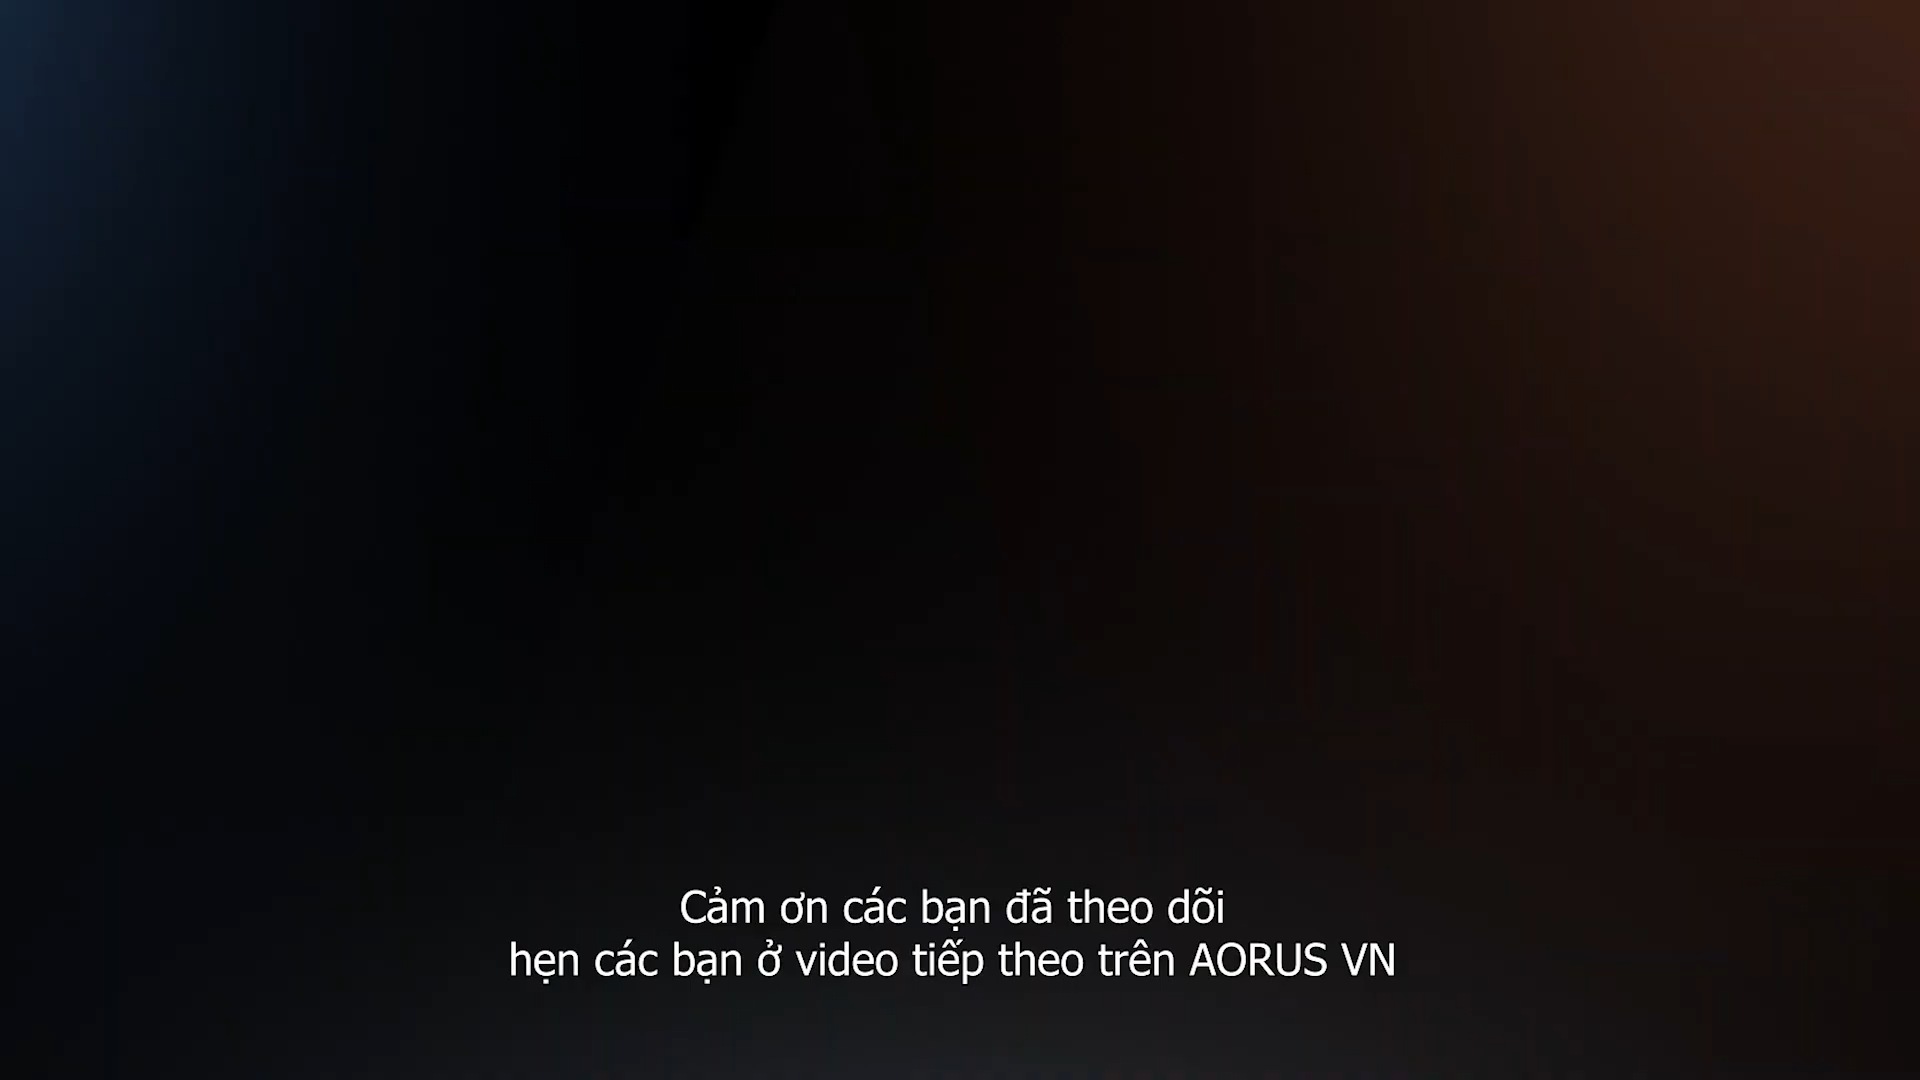 Cảm ơn các bạn đã theo dõi
hẹn các bạn ở video tiếp theo trên AORUS VN